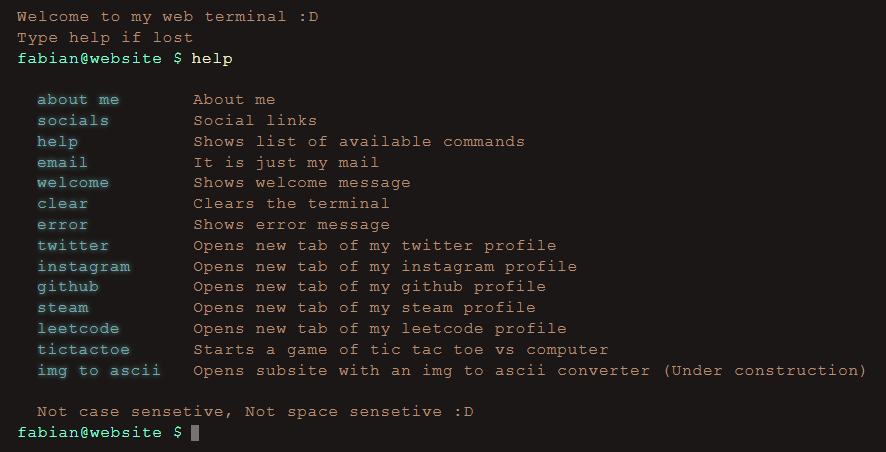 Welcome to my web terminal :D
Type help if lost
fabian@website $ help
about me About me
socials Social links
help Shows list of available commands
email It is just my mail
welcome Shows welcome message
clear Clears the terminal
error Shows error message
twitter Opens new tab of my twitter profile
instagram Opens new tab of my instagram profile
github Opens new tab of my github profile
steam Opens new tab of my steam profile
leetcode Opens new tab of my leetcode profile
tictactoe Starts a game of tic tac toe vs computer
img to ascii Opens subsite with an img to ascii converter (Under construction)
Not case sensetive, Not space sensetive :D
fabian@website $